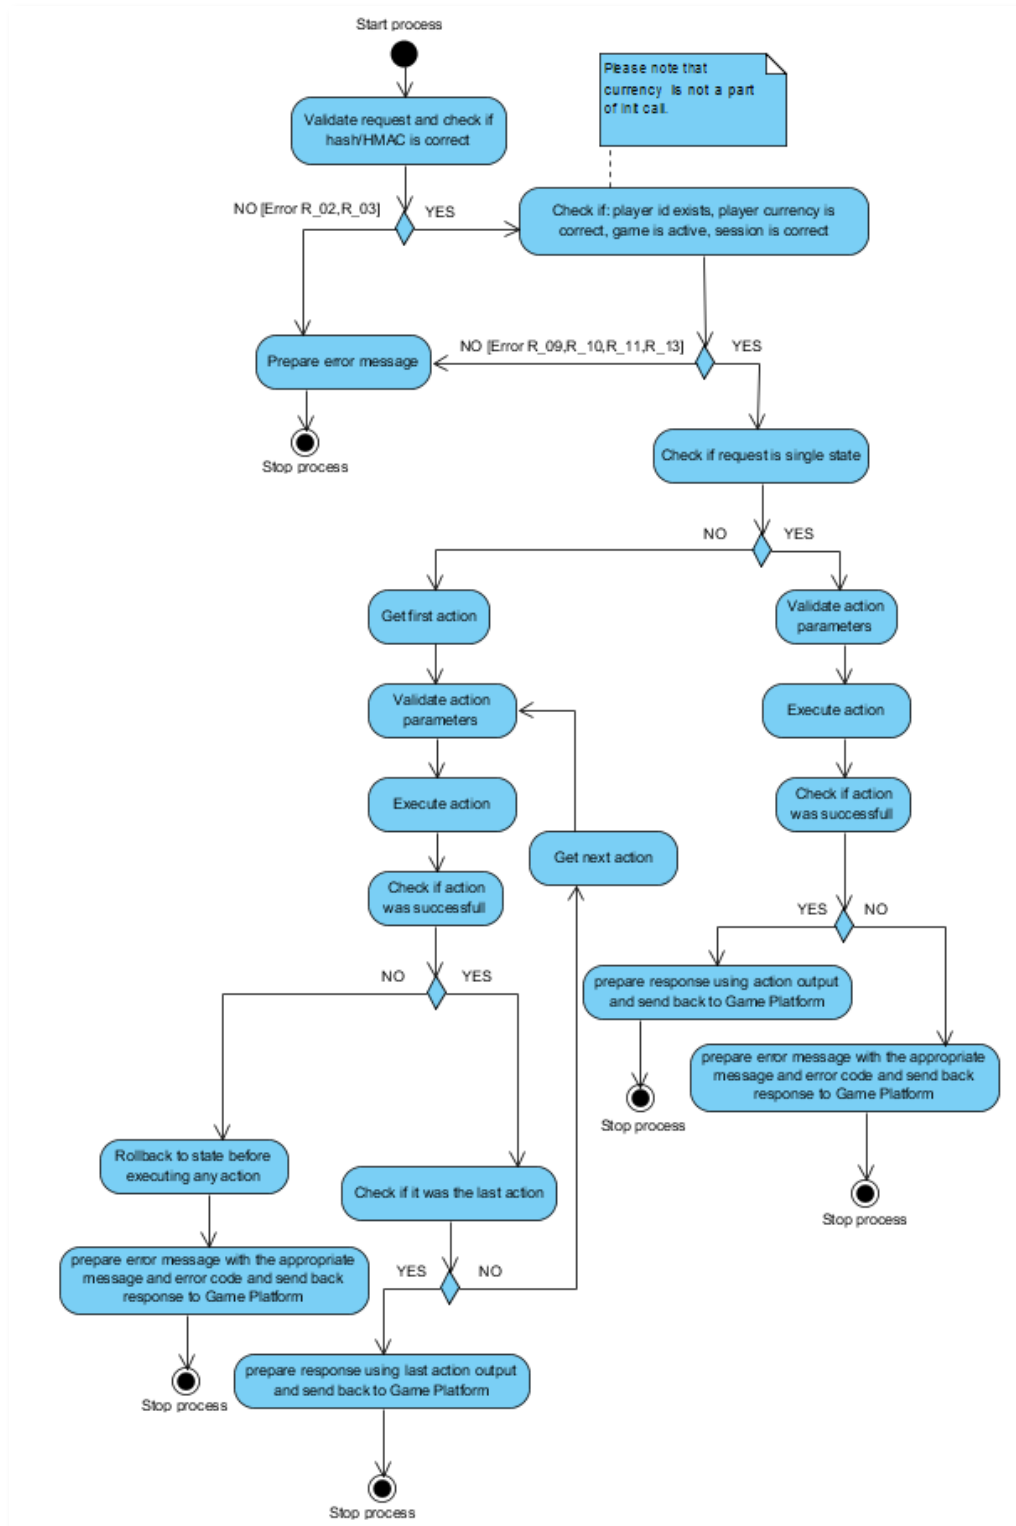 Start process
Please note that
currency is not a part
of Init call.
Validate request and check if
hash/HMAC is correct
NO [Error R_02,R_03]
YES
Check if: player id exists, player currency is
correct, game is active, session is correct
Prepare error message
NO [Error R_09,R_10,R_11,R_13]
YES
Stop process
Check if request is single state
NO
YES
Get first action
Validate action
parameters
Validate action
parameters
Execute action
Execute action
Check if action
was successfull
Get next action
Check if action
was successfull
YES
NO
NO
YES
prepare response using action output
and send back to Game Platform
prepare error message with the appropriate
message and error code and send back
response to Game Platform
Stop process
Rollback to state before
executing any action
Check if it was the last action
Stop process
prepare error message with the appropriate
message and error code and send back
response to Game Platform
YES
NO
prepare response using last action output
and send back to Game Platform
Stop process
Stop process